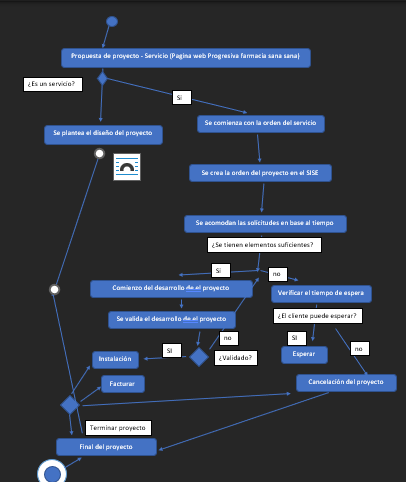 Propuesta de proyecto - Servicio (Pagina web Progresiva farmacia sana sana)
¿Es un servicio?
Si
Se plantea el diseño del proyecto
Se comienza con la orden del servicio
Se crea la orden del proyecto en el SISE
Se acomodan las solicitudes en base al tiempo
¿Se tienen elementos suficientes?
Si
no
Comienzo del desarrollo de el proyecto
Verificar el tiempo de espera
Se valida el desarrollo de el proyecto
¿El cliente puede esperar?
no
SI
SI
¿Validado?
no
Instalación
Esperar
Facturar
Cancelación del proyecto
Terminar proyecto
Final del proyecto